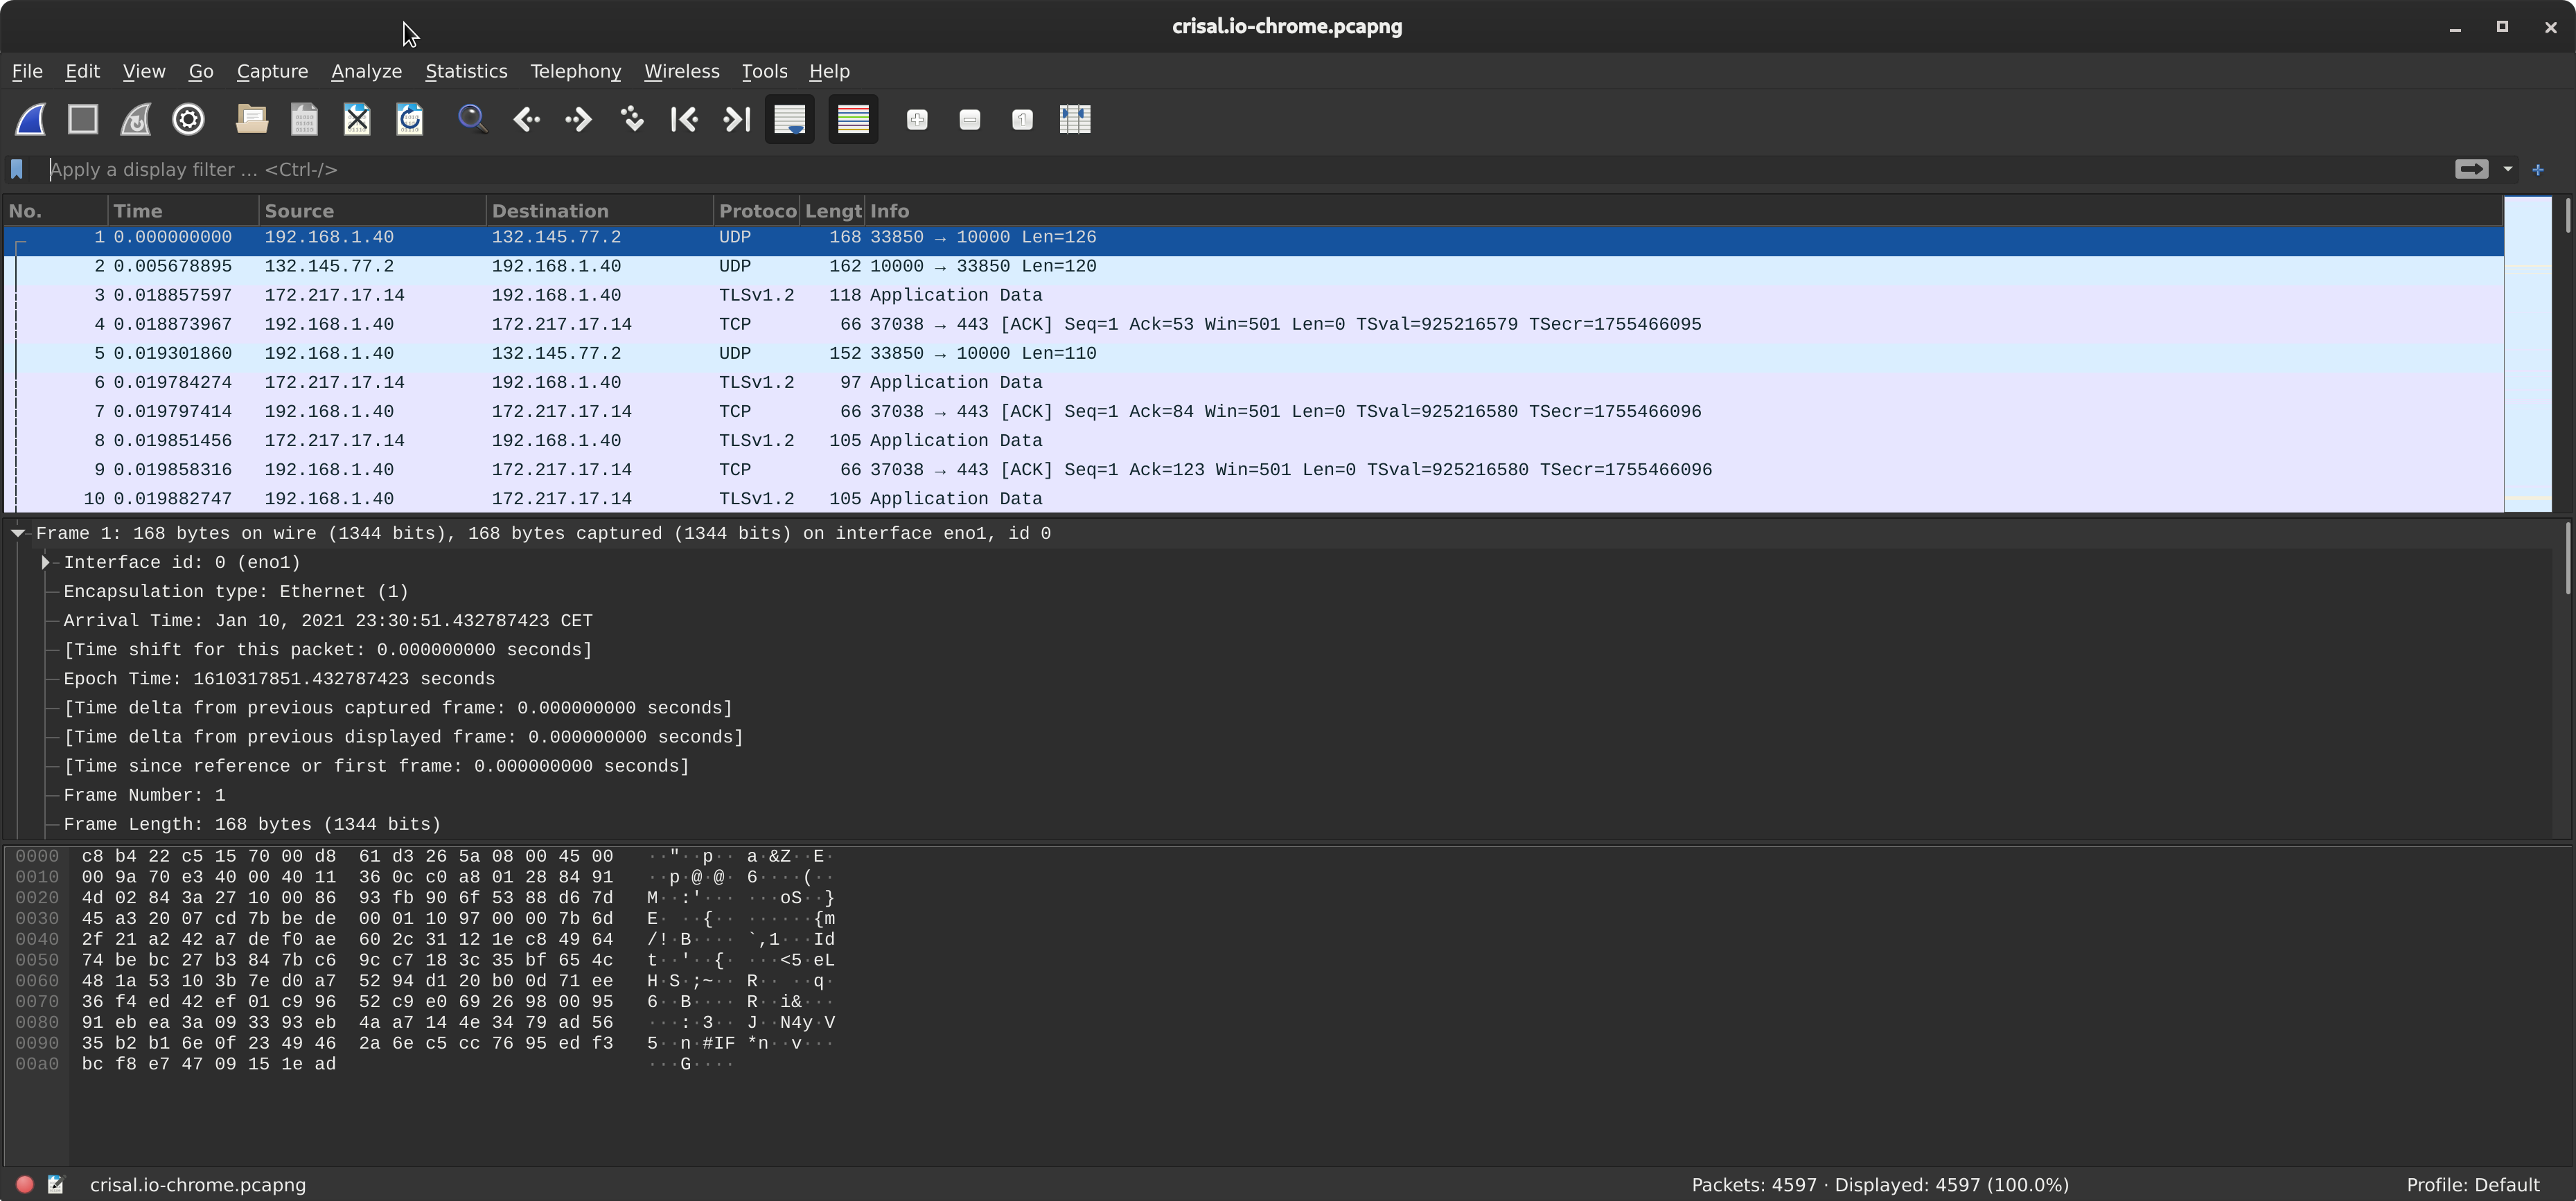 crisal.io-chrome.pcapng
File Edit View Go Capture Analyze Statistics Telephony Wireless Tools Help
Apply a display filter … <Ctrl-/>
No. Time Source Destination Protoco Lengt Info
1 0.000000000 192.168.1.40 132.145.77.2 UDP 168 33850 → 10000 Len=126
2 0.005678895 132.145.77.2 192.168.1.40 UDP 162 10000 → 33850 Len=120
3 0.018857597 172.217.17.14 192.168.1.40 TLSv1.2 118 Application Data
4 0.018873967 192.168.1.40 172.217.17.14 TCP 66 37038 → 443 [ACK] Seq=1 Ack=53 Win=501 Len=0 TSval=925216579 TSecr=1755466095
5 0.019301860 192.168.1.40 132.145.77.2 UDP 152 33850 → 10000 Len=110
6 0.019784274 172.217.17.14 192.168.1.40 TLSv1.2 97 Application Data
7 0.019797414 192.168.1.40 172.217.17.14 TCP 66 37038 → 443 [ACK] Seq=1 Ack=84 Win=501 Len=0 TSval=925216580 TSecr=1755466096
8 0.019851456 172.217.17.14 192.168.1.40 TLSv1.2 105 Application Data
9 0.019858316 192.168.1.40 172.217.17.14 TCP 66 37038 → 443 [ACK] Seq=1 Ack=123 Win=501 Len=0 TSval=925216580 TSecr=1755466096
10 0.019882747 192.168.1.40 172.217.17.14 TLSv1.2 105 Application Data
Frame 1: 168 bytes on wire (1344 bits), 168 bytes captured (1344 bits) on interface eno1, id 0
Interface id: 0 (eno1)
Encapsulation type: Ethernet (1)
Arrival Time: Jan 10, 2021 23:30:51.432787423 CET
[Time shift for this packet: 0.000000000 seconds]
Epoch Time: 1610317851.432787423 seconds
[Time delta from previous captured frame: 0.000000000 seconds]
[Time delta from previous displayed frame: 0.000000000 seconds]
[Time since reference or first frame: 0.000000000 seconds]
Frame Number: 1
Frame Length: 168 bytes (1344 bits)
0000 c8 b4 22 c5 15 70 00 d8 61 d3 26 5a 08 00 45 00 ··"··p·· a·&Z··E·
0010 00 9a 70 e3 40 00 40 11 36 0c c0 a8 01 28 84 91 ··p·@·@· 6····(··
0020 4d 02 84 3a 27 10 00 86 93 fb 90 6f 53 88 d6 7d M··:'··· ···oS··}
0030 45 a3 20 07 cd 7b be de 00 01 10 97 00 00 7b 6d E· ··{·· ······{m
0040 2f 21 a2 42 a7 de f0 ae 60 2c 31 12 1e c8 49 64 /!·B···· `,1···Id
0050 74 be bc 27 b3 84 7b c6 9c c7 18 3c 35 bf 65 4c t··'··{· ···<5·eL
0060 48 1a 53 10 3b 7e d0 a7 52 94 d1 20 b0 0d 71 ee H·S·;~·· R·· ··q·
0070 36 f4 ed 42 ef 01 c9 96 52 c9 e0 69 26 98 00 95 6··B···· R··i&···
0080 91 eb ea 3a 09 33 93 eb 4a a7 14 4e 34 79 ad 56 ···:·3·· J··N4y·V
0090 35 b2 b1 6e 0f 23 49 46 2a 6e c5 cc 76 95 ed f3 5··n·#IF *n··v···
00a0 bc f8 e7 47 09 15 1e ad ···G····
crisal.io-chrome.pcapng Packets: 4597 · Displayed: 4597 (100.0%) Profile: Default